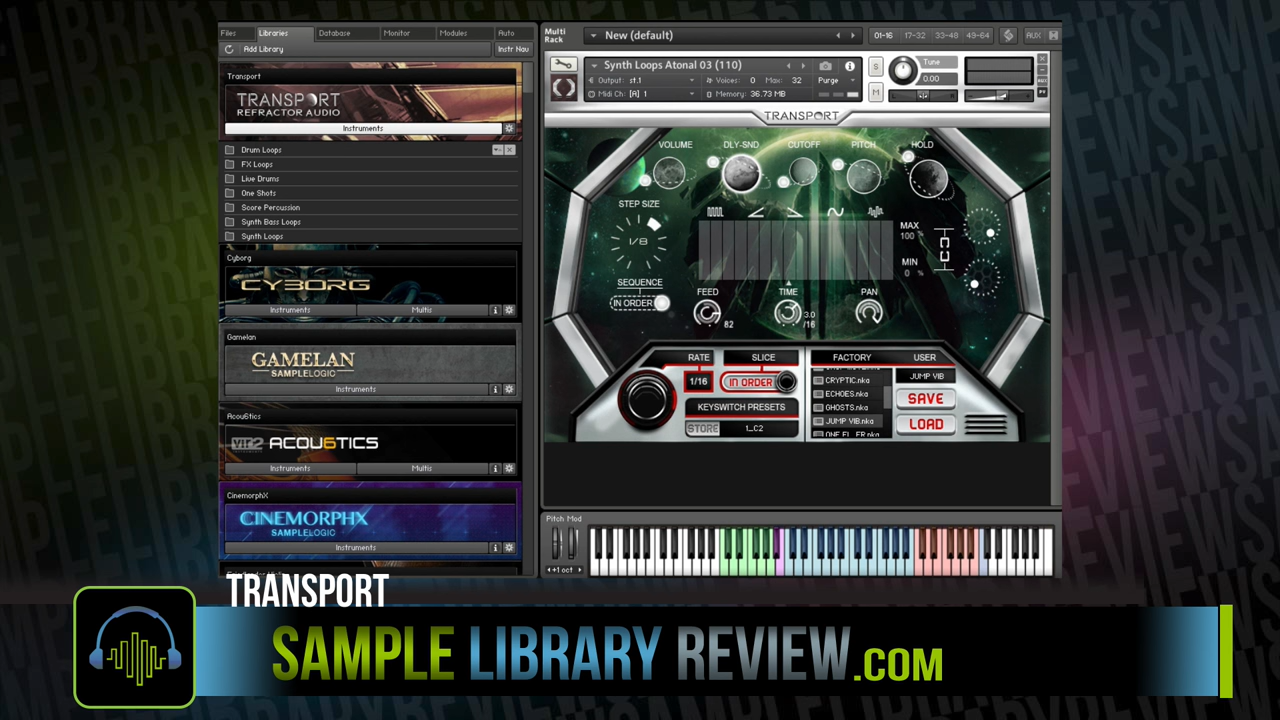 Files Libraries Database Monitor Modules Auto
Add Library Instr Nav
Transport
TRANSPORT
REFRACTOR AUDIO
Instruments
Drum Loops
FX Loops
Live Drums
One Shots
Score Percussion
Synth Bass Loops
Synth Loops
Cyborg
CYBORG
Instruments Multis
Gamelan
GAMELAN
SAMPLELOGIC
Instruments
Acou6tics
vir2 ACOU6TICS
Instruments Multis
CinemorphX
CINEMORPHX
SAMPLELOGIC
Instruments
Multi
Rack
New (default)
01-16 17-32 33-48 49-64 AUX
Synth Loops Atonal 03 (110)
Output: st.1 Voices: 0 Max: 32 Purge
Midi Ch: [A] 1 Memory: 36.73 MB
S
M
Tune
0.00
TRANSPORT
VOLUME DLY-SND CUTOFF PITCH HOLD
STEP SIZE
1/8
MAX
100 %
MIN
0 %
SEQUENCE
IN ORDER
FEED TIME PAN
82 3.0
/16
RATE SLICE
1/16 IN ORDER
KEYSWITCH PRESETS
STORE 1_C2
FACTORY USER
CRYPTIC.nka
ECHOES.nka
GHOSTS.nka
JUMP VIB.nka
JUMP VIB
SAVE
LOAD
Pitch Mod
+1 oct
TRANSPORT
SAMPLE LIBRARY REVIEW.COM